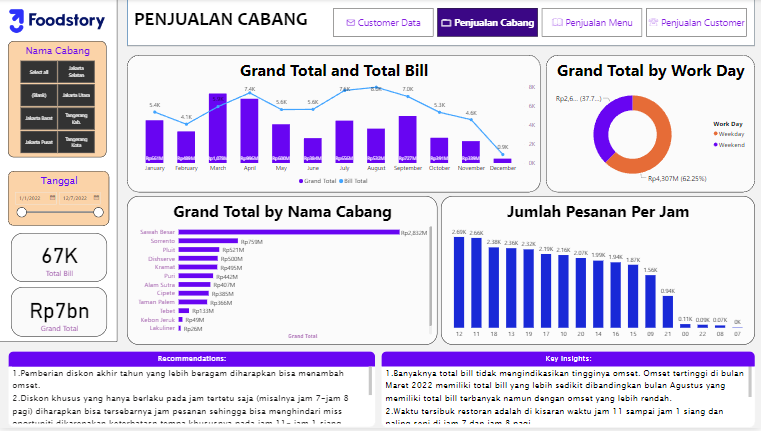 Foodstory
PENJUALAN CABANG
Customer Data
Penjualan Cabang
Penjualan Menu
Penjualan Customer
Nama Cabang
Select all
Jakarta Selatan
(Blank)
Jakarta Utara
Jakarta Barat
Tangerang Kab.
Jakarta Pusat
Tangerang Kota
Tanggal
1/1/2022
12/7/2022
67K
Total Bill
Rp7bn
Grand Total
Grand Total and Total Bill
5.4K
4.1K
7.4K
5.6K
5.6K
7.0K
5.3K
4.6K
0.9K
8K
6K
4K
2K
0K
January
February
March
April
May
June
July
August
September
October
November
December
Grand Total
Bill Total
Grand Total by Work Day
Rp2,6... (37.7...)
Rp4,307M (62.25%)
Work Day
Weekday
Weekend
Grand Total by Nama Cabang
Sawah Besar
Rp2,832M
Sorrento
Rp759M
Pluit
Rp521M
Dishserve
Rp500M
Kramat
Rp495M
Puri
Rp442M
Alam Sutra
Rp407M
Cipete
Rp385M
Taman Palem
Rp366M
Tebet
Rp133M
Kebon Jeruk
Rp49M
Lakuliner
Rp26M
Grand Total
Jumlah Pesanan Per Jam
2.69K
2.66K
2.38K
2.36K
2.32K
2.19K
2.16K
2.07K
1.99K
1.94K
1.87K
1.56K
0.94K
0.11K
0.09K
0.07K
0K
12
11
18
13
19
17
16
20
14
15
09
10
21
00
22
08
07
Recommendations:
1.Pemberian diskon akhir tahun yang lebih beragam diharapkan bisa menambah
omset.
2.Diskon khusus yang hanya berlaku pada jam tertetu saja (misalnya jam 7-jam 8
pagi) diharapkan bisa tersebarnya jam pesanan sehingga bisa menghindari miss
Key Insights:
1.Banyaknya total bill tidak mengindikasikan tingginya omset. Omset tertinggi di bulan
Maret 2022 memiliki total bill yang lebih sedikit dibandingkan bulan Agustus yang
memiliki total bill terbanyak namun dengan omset yang lebih rendah.
2.Waktu tersibuk restoran adalah di kisaran waktu jam 11 sampai jam 1 siang dan
paling sepi di jam 7 dan jam 8 pagi